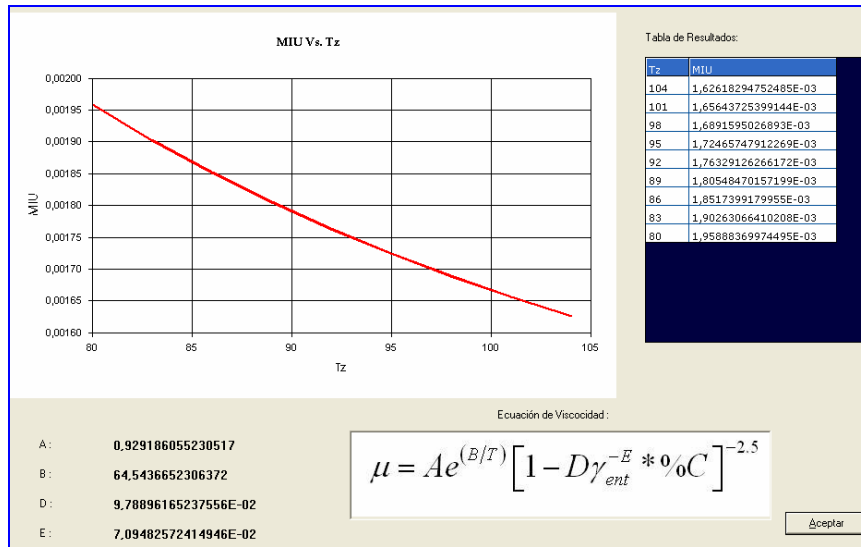 MIU Vs. Tz
0,00200
0,00195
0,00190
0,00185
0,00180
0,00175
0,00170
0,00165
0,00160
MIU
80 85 90 95 100 105
Tz
Tabla de Resultados:
Tz MIU
104 1,62618294752485E-03
101 1,65643725399144E-03
98 1,6891595026893E-03
95 1,72465747912269E-03
92 1,76329126266172E-03
89 1,80548470157199E-03
86 1,8517399179955E-03
83 1,90263066410208E-03
80 1,95888369974495E-03
A : 0,929186055230517
B : 64,5436652306372
D : 9,78896165237556E-02
E : 7,09482572414946E-02
Ecuación de Viscocidad :
μ = Ae^(B/T) [1 − Dγ_ent^−E * %C]^−2.5
Aceptar